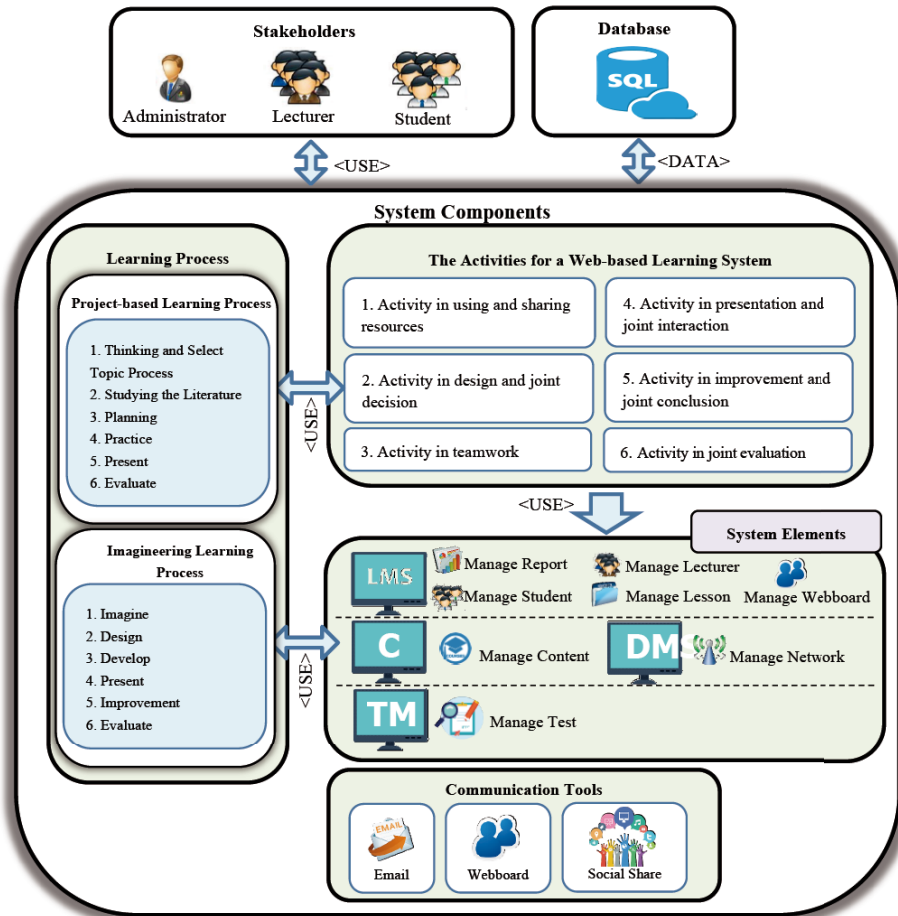 Stakeholders
Administrator
Lecturer
Student
Database
SQL
<USE>
<DATA>
System Components
Learning Process
Project-based Learning Process
1. Thinking and Select
Topic Process
2. Studying the Literature
3. Planning
4. Practice
5. Present
6. Evaluate
Imagineering Learning
Process
1. Imagine
2. Design
3. Develop
4. Present
5. Improvement
6. Evaluate
<USE>
<USE>
The Activities for a Web-based Learning System
1. Activity in using and sharing
resources
2. Activity in design and joint
decision
3. Activity in teamwork
4. Activity in presentation and
joint interaction
5. Activity in improvement and
joint conclusion
6. Activity in joint evaluation
<USE>
System Elements
LMS
Manage Report
Manage Lecturer
Manage Student
Manage Lesson
Manage Webboard
C
Manage Content
DMS
Manage Network
TM
Manage Test
Communication Tools
EMAIL
Email
Webboard
Social Share